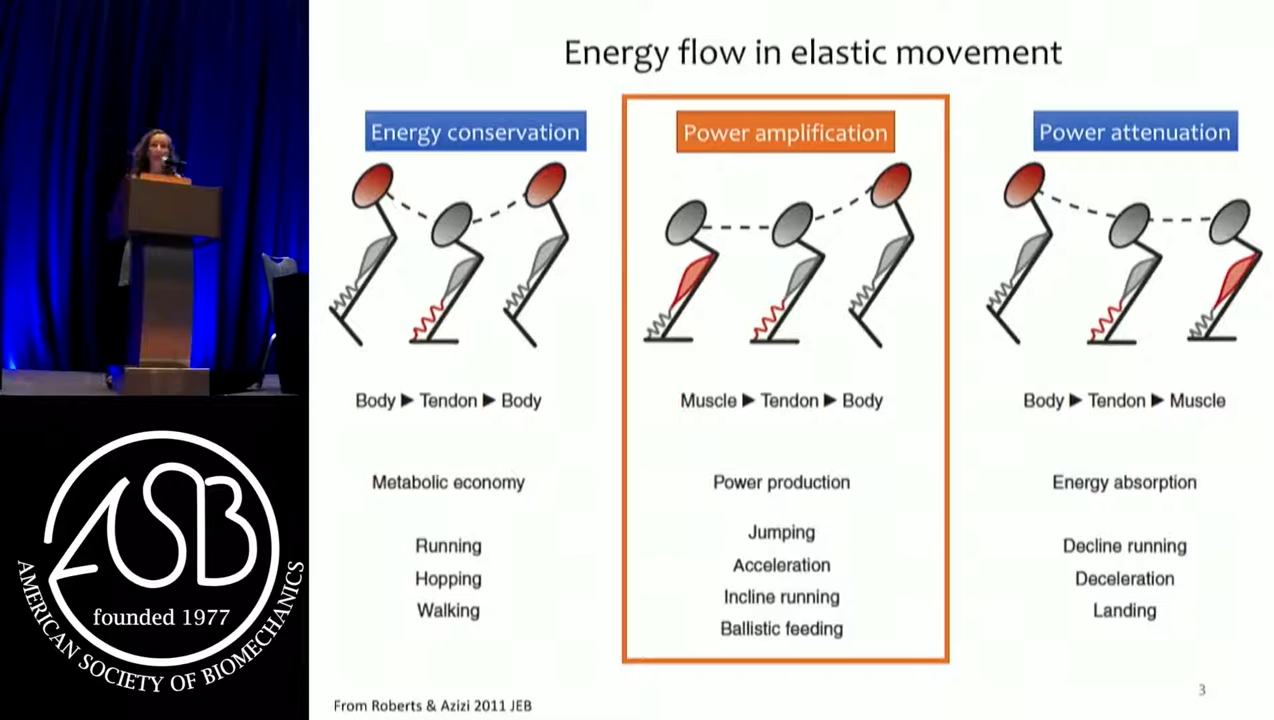 Energy flow in elastic movement
Energy conservation
Body ► Tendon ► Body
Metabolic economy
Running
Hopping
Walking
Power amplification
Muscle ► Tendon ► Body
Power production
Jumping
Acceleration
Incline running
Ballistic feeding
Power attenuation
Body ► Tendon ► Muscle
Energy absorption
Decline running
Deceleration
Landing
From Roberts & Azizi 2011 JEB
3
ASB
founded 1977
AMERICAN SOCIETY OF BIOMECHANICS